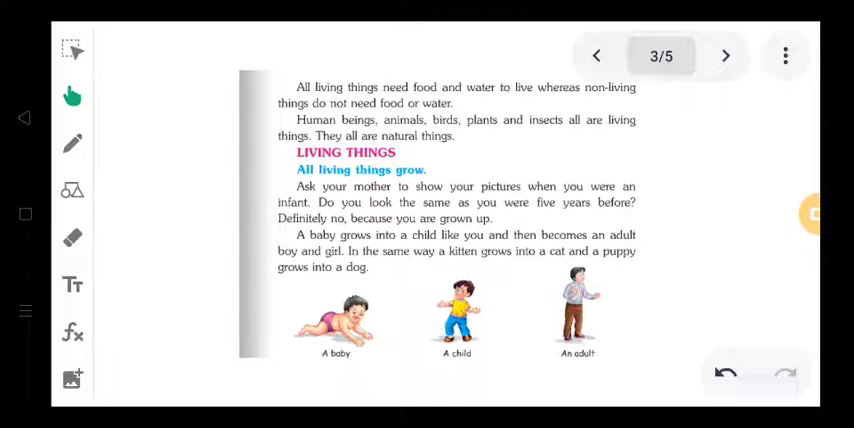 3/5
All living things need food and water to live whereas non-living
things do not need food or water.
Human beings, animals, birds, plants and insects all are living
things. They all are natural things.
LIVING THINGS
All living things grow.
Ask your mother to show your pictures when you were an
infant. Do you look the same as you were five years before?
Definitely no, because you are grown up.
A baby grows into a child like you and then becomes an adult
boy and girl. In the same way a kitten grows into a cat and a puppy
grows into a dog.
A baby
A child
An adult
Tт
fx